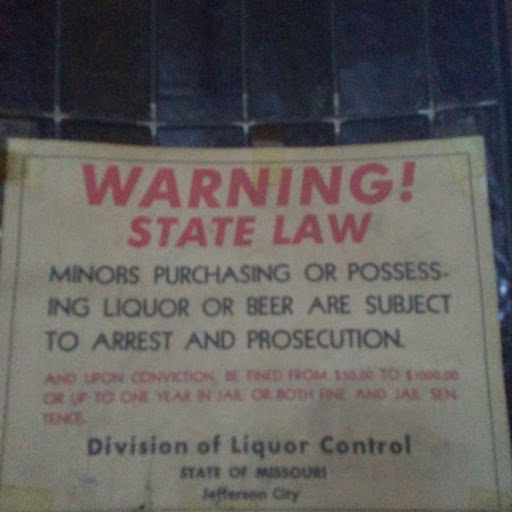 WARNING!
STATE LAW
MINORS PURCHASING OR POSSESS-
ING LIQUOR OR BEER ARE SUBJECT
TO ARREST AND PROSECUTION.
AND UPON CONVICTION, BE FINED FROM $50.00 TO $1000.00
OR UP TO ONE YEAR IN JAIL OR BOTH FINE AND JAIL SEN-
TENCE.
Division of Liquor Control
STATE OF MISSOURI
Jefferson City